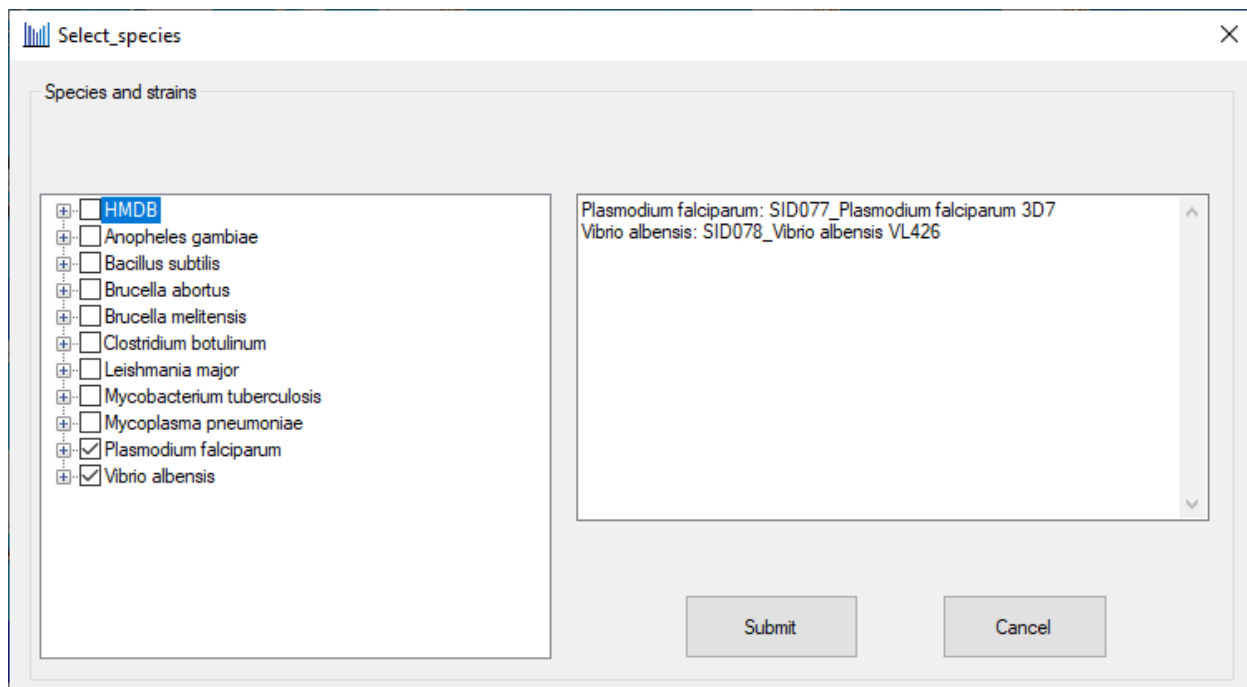 Select_species
Species and strains
HMDB
Anopheles gambiae
Bacillus subtilis
Brucella abortus
Brucella melitensis
Clostridium botulinum
Leishmania major
Mycobacterium tuberculosis
Mycoplasma pneumoniae
Plasmodium falciparum
Vibrio albensis
Plasmodium falciparum: SID077_Plasmodium falciparum 3D7
Vibrio albensis: SID078_Vibrio albensis VL426
Submit
Cancel